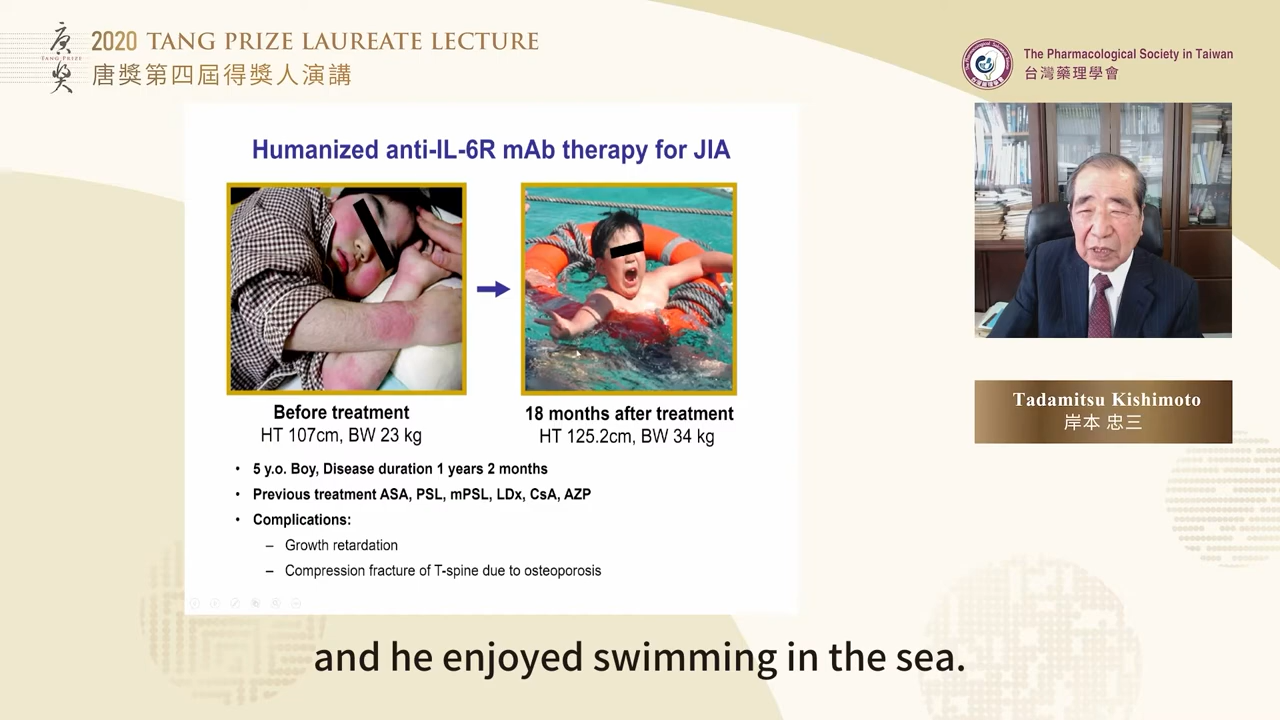 唐獎
TANG PRIZE
2020 TANG PRIZE LAUREATE LECTURE
唐獎第四屆得獎人演講
The Pharmacological Society in Taiwan
台灣藥理學會
Humanized anti-IL-6R mAb therapy for JIA
Before treatment
HT 107cm, BW 23 kg
18 months after treatment
HT 125.2cm, BW 34 kg
• 5 y.o. Boy, Disease duration 1 years 2 months
• Previous treatment ASA, PSL, mPSL, LDx, CsA, AZP
• Complications:
– Growth retardation
– Compression fracture of T-spine due to osteoporosis
Tadamitsu Kishimoto
岸本 忠三
and he enjoyed swimming in the sea.